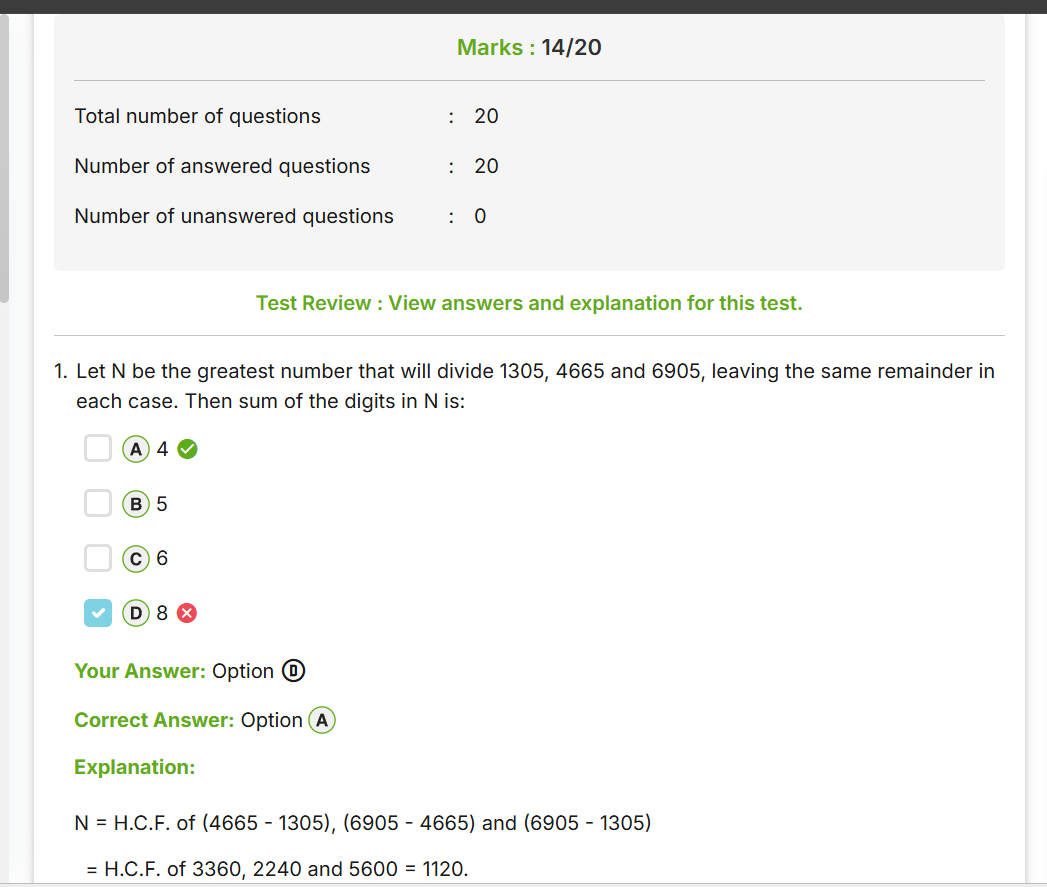 Marks : 14/20
Total number of questions : 20
Number of answered questions : 20
Number of unanswered questions : 0
Test Review : View answers and explanation for this test.
1. Let N be the greatest number that will divide 1305, 4665 and 6905, leaving the same remainder in
each case. Then sum of the digits in N is:
A 4
B 5
C 6
D 8
Your Answer: Option D
Correct Answer: Option A
Explanation:
N = H.C.F. of (4665 - 1305), (6905 - 4665) and (6905 - 1305)
= H.C.F. of 3360, 2240 and 5600 = 1120.